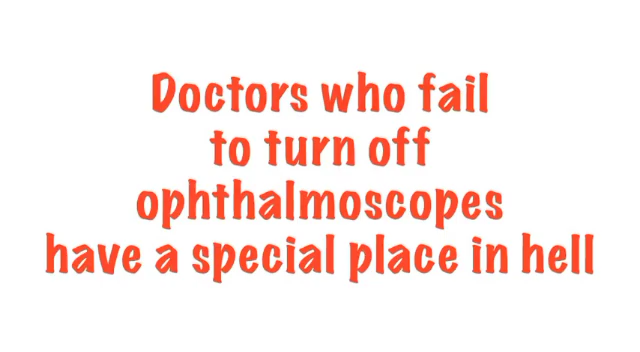 Doctors who fail
to turn off
ophthalmoscopes
have a special place in hell